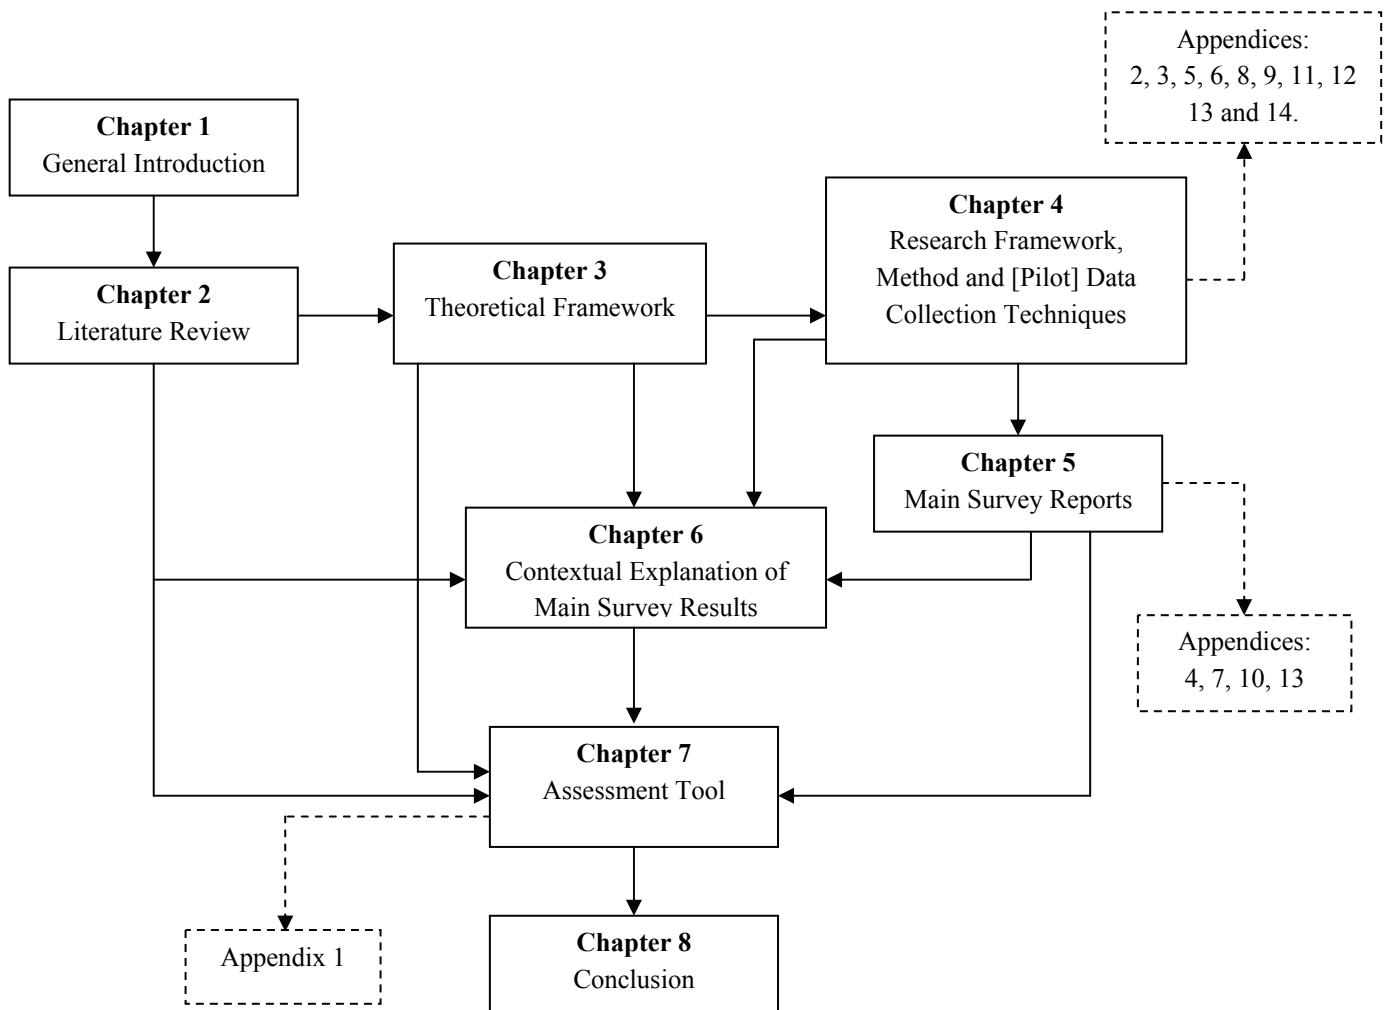 Appendices:
2, 3, 5, 6, 8, 9, 11, 12
13 and 14.
Chapter 1
General Introduction
Chapter 4
Research Framework,
Method and [Pilot] Data
Collection Techniques
Chapter 3
Theoretical Framework
Chapter 2
Literature Review
Chapter 5
Main Survey Reports
Chapter 6
Contextual Explanation of
Main Survey Results
Appendices:
4, 7, 10, 13
Chapter 7
Assessment Tool
Appendix 1
Chapter 8
Conclusion